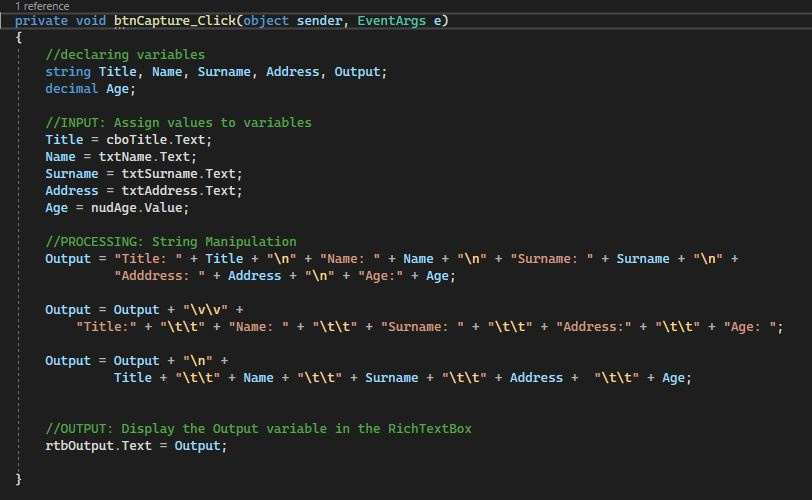 1 reference
private void btnCapture_Click(object sender, EventArgs e)
{
//declaring variables
string Title, Name, Surname, Address, Output;
decimal Age;
//INPUT: Assign values to variables
Title = cboTitle.Text;
Name = txtName.Text;
Surname = txtSurname.Text;
Address = txtAddress.Text;
Age = nudAge.Value;
//PROCESSING: String Manipulation
Output = "Title: " + Title + "\n" + "Name: " + Name + "\n" + "Surname: " + Surname + "\n" +
"Adddress: " + Address + "\n" + "Age:" + Age;
Output = Output + "\v\v" +
"Title:" + "\t\t" + "Name: " + "\t\t" + "Surname: " + "\t\t" + "Address:" + "\t\t" + "Age: ";
Output = Output + "\n" +
Title + "\t\t" + Name + "\t\t" + Surname + "\t\t" + Address +  "\t\t" + Age;
//OUTPUT: Display the Output variable in the RichTextBox
rtbOutput.Text = Output;
}